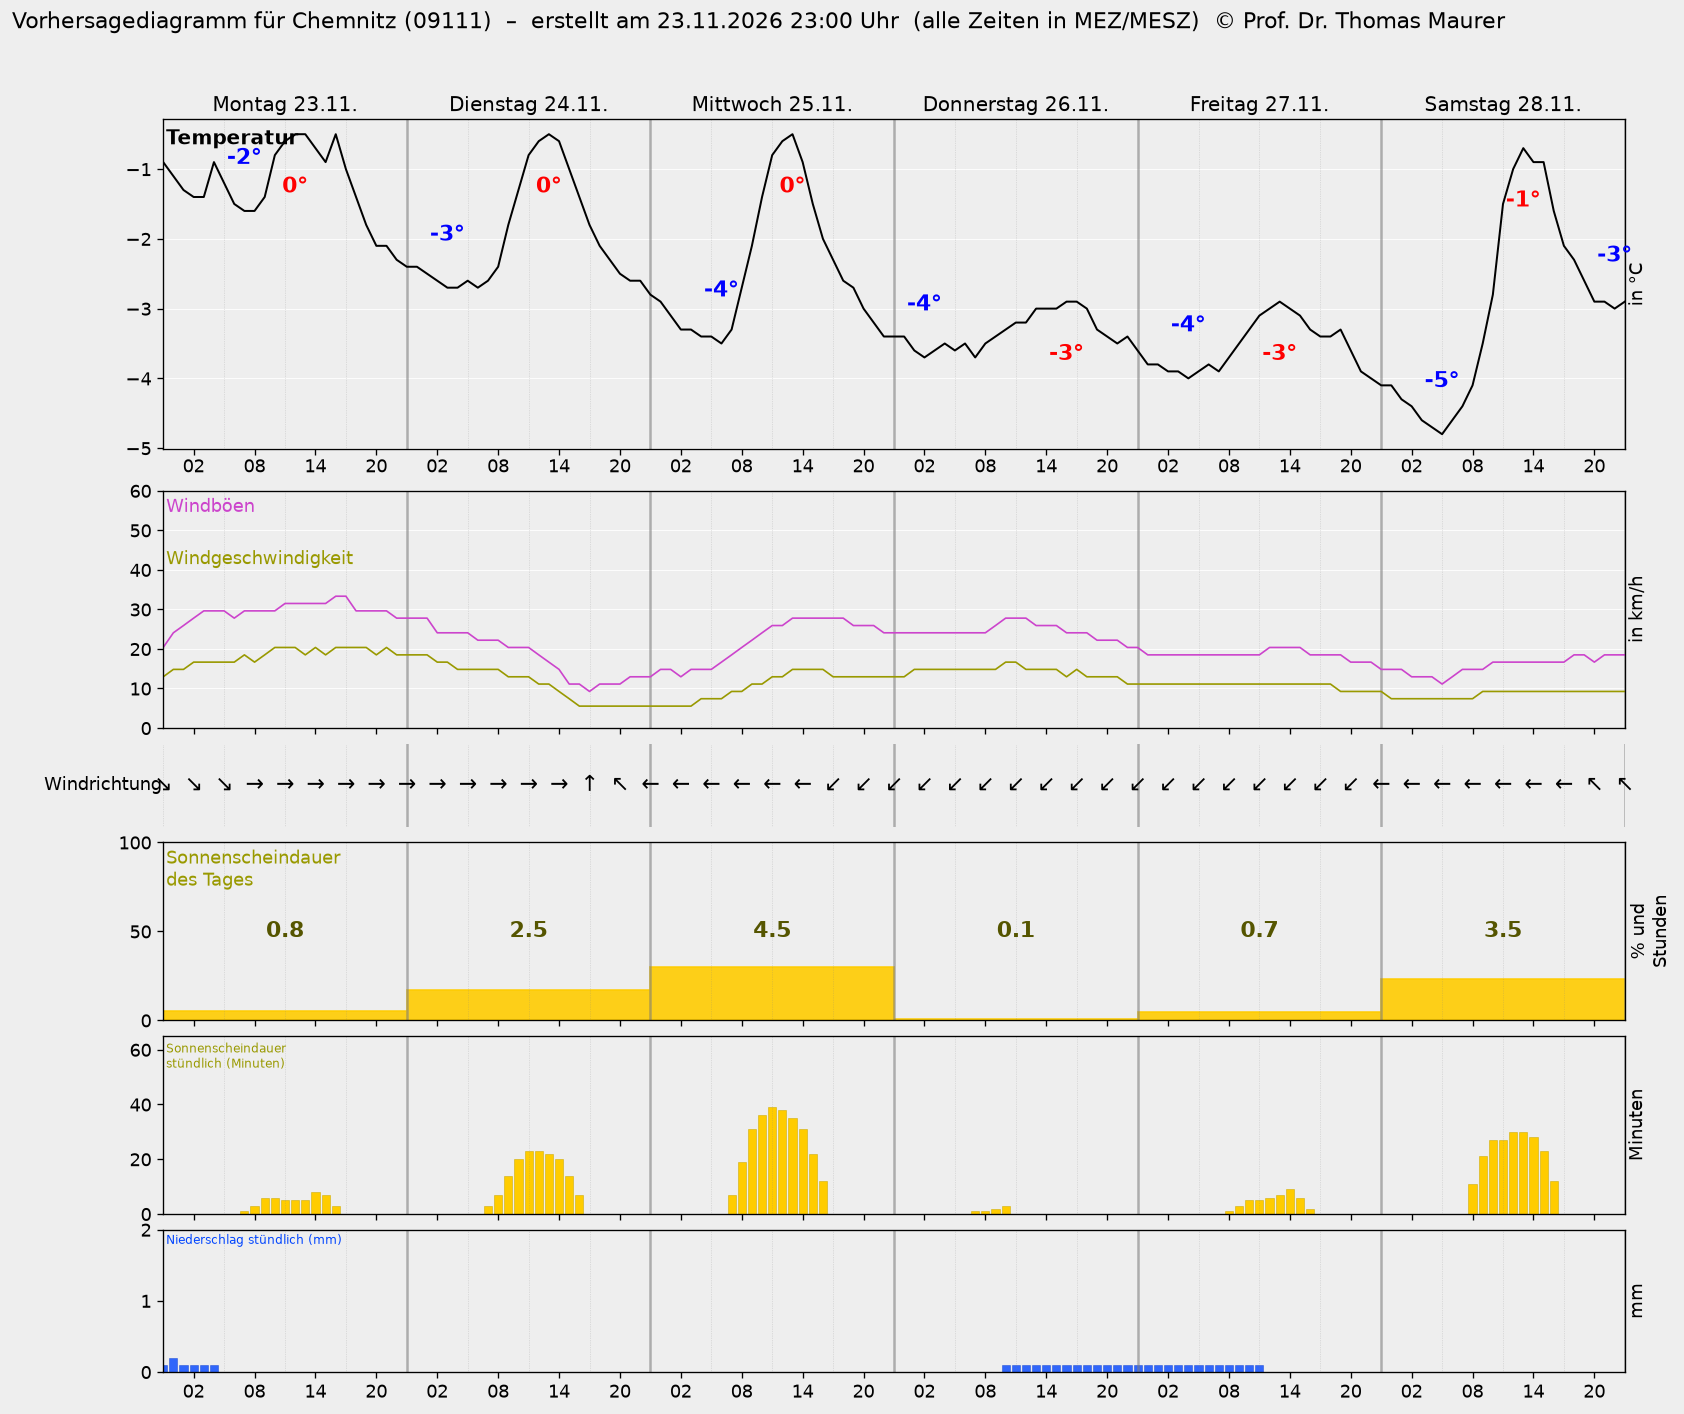 Vorhersagediagramm für Chemnitz (09111)  –  erstellt am 23.11.2026 23:00 Uhr  (alle Zeiten in MEZ/MESZ)  © Prof. Dr. Thomas Maurer
Montag 23.11. Dienstag 24.11. Mittwoch 25.11. Donnerstag 26.11. Freitag 27.11. Samstag 28.11.
Temperatur
-2° 0° -3° 0° -4° 0° -4° -3° -4° -3° -5° -1° -3°
−1
−2
−3
−4
−5
in °C
02 08 14 20 02 08 14 20 02 08 14 20 02 08 14 20 02 08 14 20 02 08 14 20
Windböen
Windgeschwindigkeit
60
50
40
30
20
10
0
in km/h
Windrichtung ↘ ↘ ↘ → → → → → → → → → → → ↑ ↖ ← ← ← ← ← ← ↙ ↙ ↙ ↙ ↙ ↙ ↙ ↙ ↙ ↙ ↙ ↙ ↙ ↙ ↙ ↙ ↙ ↙ ← ← ← ← ← ← ← ↖ ↖
Sonnenscheindauer
des Tages
100
50
0
0.8 2.5 4.5 0.1 0.7 3.5
% und
Stunden
Sonnenscheindauer
stündlich (Minuten)
60
40
20
0
Minuten
Niederschlag stündlich (mm)
2
1
0
mm
02 08 14 20 02 08 14 20 02 08 14 20 02 08 14 20 02 08 14 20 02 08 14 20